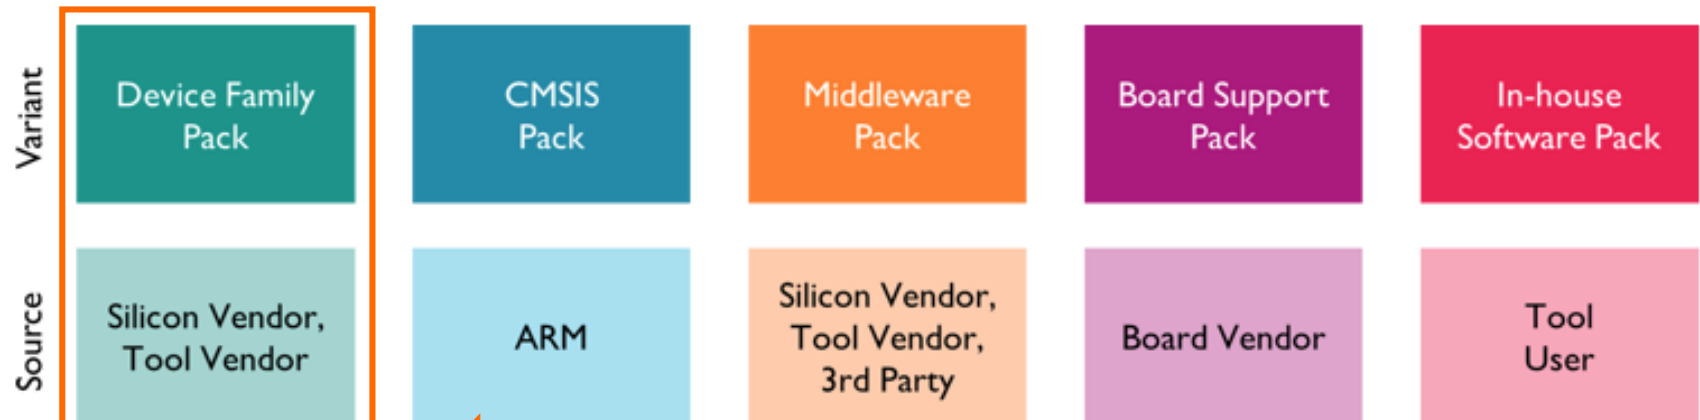 Variant
Device Family
Pack
CMSIS
Pack
Middleware
Pack
Board Support
Pack
In-house
Software Pack
Source
Silicon Vendor,
Tool Vendor
ARM
Silicon Vendor,
Tool Vendor,
3rd Party
Board Vendor
Tool
User